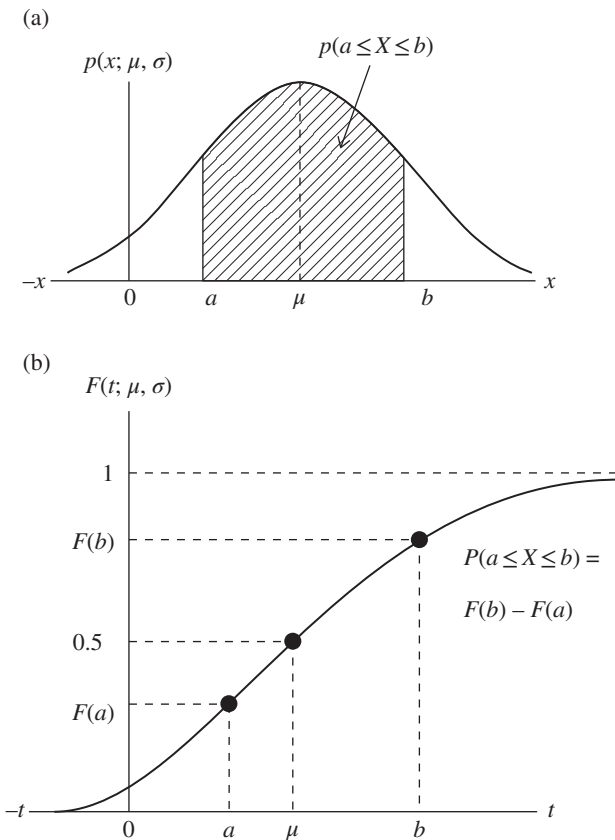 (a)
p(x; μ, σ)
p(a ≤ X ≤ b)
–x 0 a μ b x
(b)
F(t; μ, σ)
1
F(b)
P(a ≤ X ≤ b) =
F(b) – F(a)
0.5
F(a)
–t 0 a μ b t